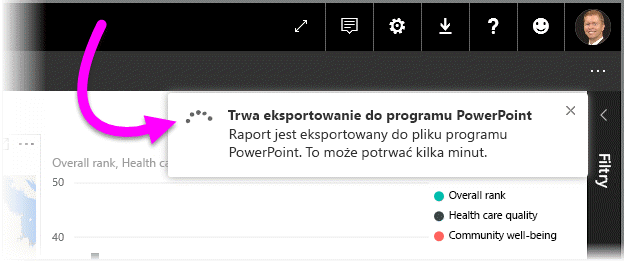 Trwa eksportowanie do programu PowerPoint
Raport jest eksportowany do pliku programu
PowerPoint. To może potrwać kilka minut.
Filtry
Overall rank, Health ca
50
Overall rank
Health care quality
40
Community well-being